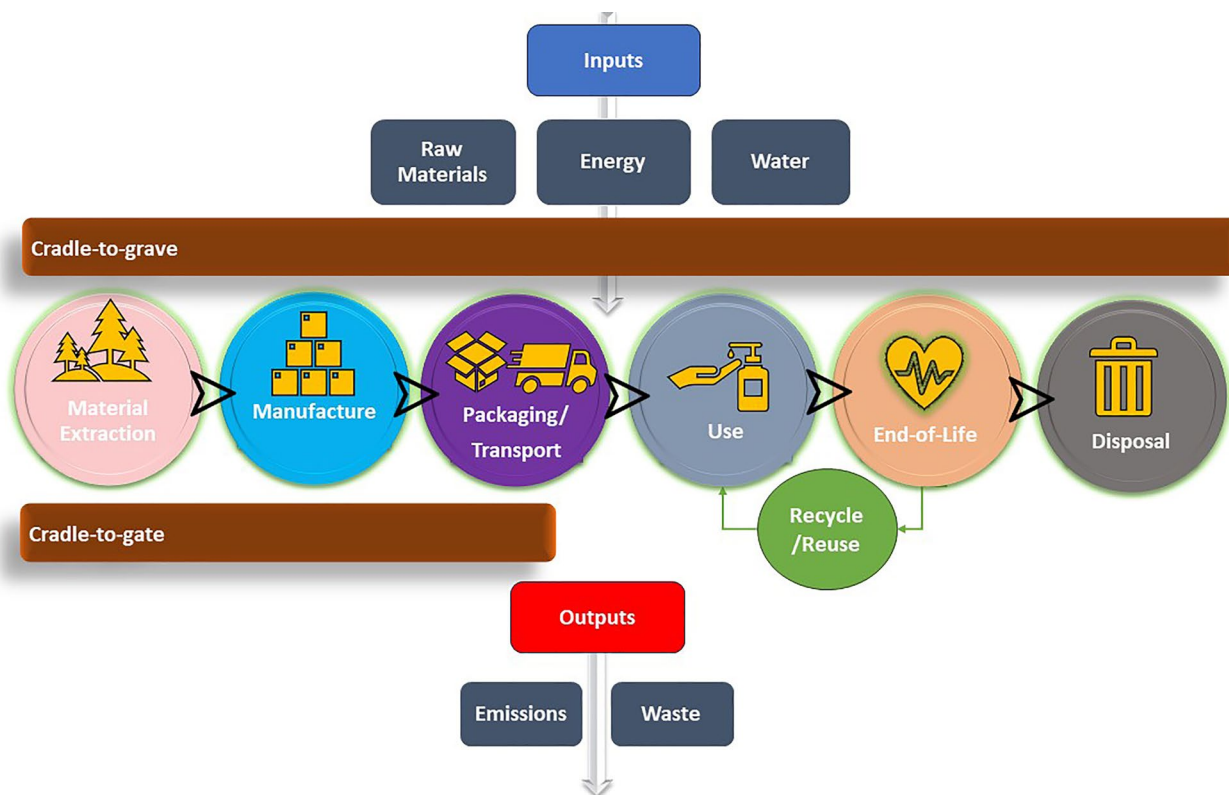 Inputs
Raw
Materials
Energy
Water
Cradle-to-grave
Material
Extraction
Manufacture
Packaging/
Transport
Use
End-of-Life
Disposal
Recycle
/Reuse
Cradle-to-gate
Outputs
Emissions
Waste